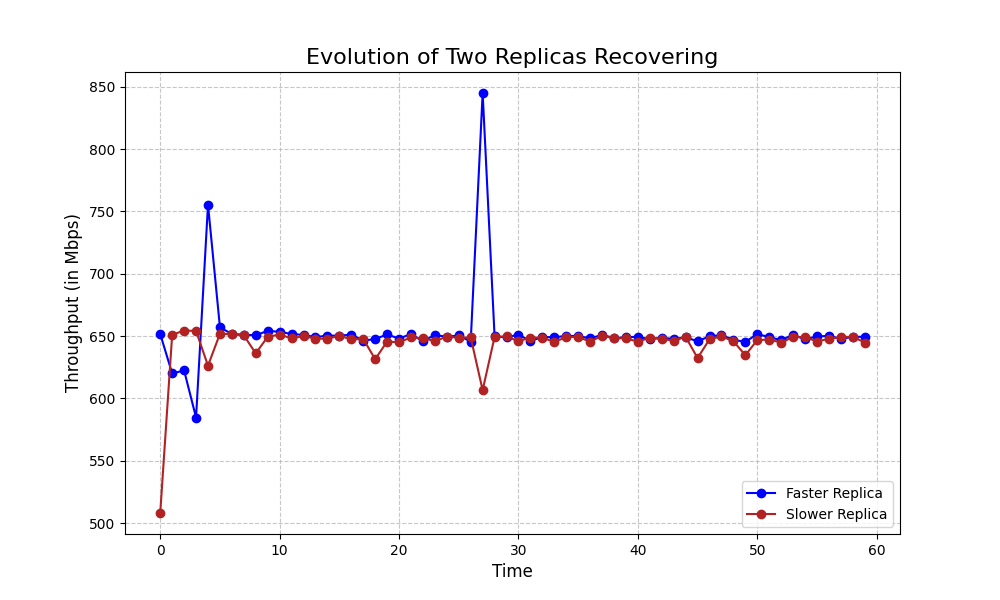 Evolution of Two Replicas Recovering
Throughput (in Mbps)
850
800
750
700
650
600
550
500
0 10 20 30 40 50 60
Time
Faster Replica
Slower Replica